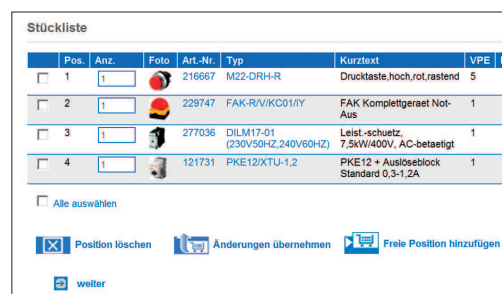 Stückliste
Pos. Anz. Foto Art.-Nr. Typ Kurztext VPE
1 1 216667 M22-DRH-R Drucktaste,hoch,rot,rastend 5
2 1 229747 FAK-R/V/KC01/IY FAK Komplettgeraet Not-Aus 1
3 1 277036 DILM17-01 (230V50HZ,240V60HZ) Leist.-schuetz, 7,5kW/400V, AC-betaetigt 1
4 1 121731 PKE12/XTU-1,2 PKE12 + Auslöseblock Standard 0,3-1,2A 1
Alle auswählen
Position löschen Änderungen übernehmen Freie Position hinzufügen
weiter